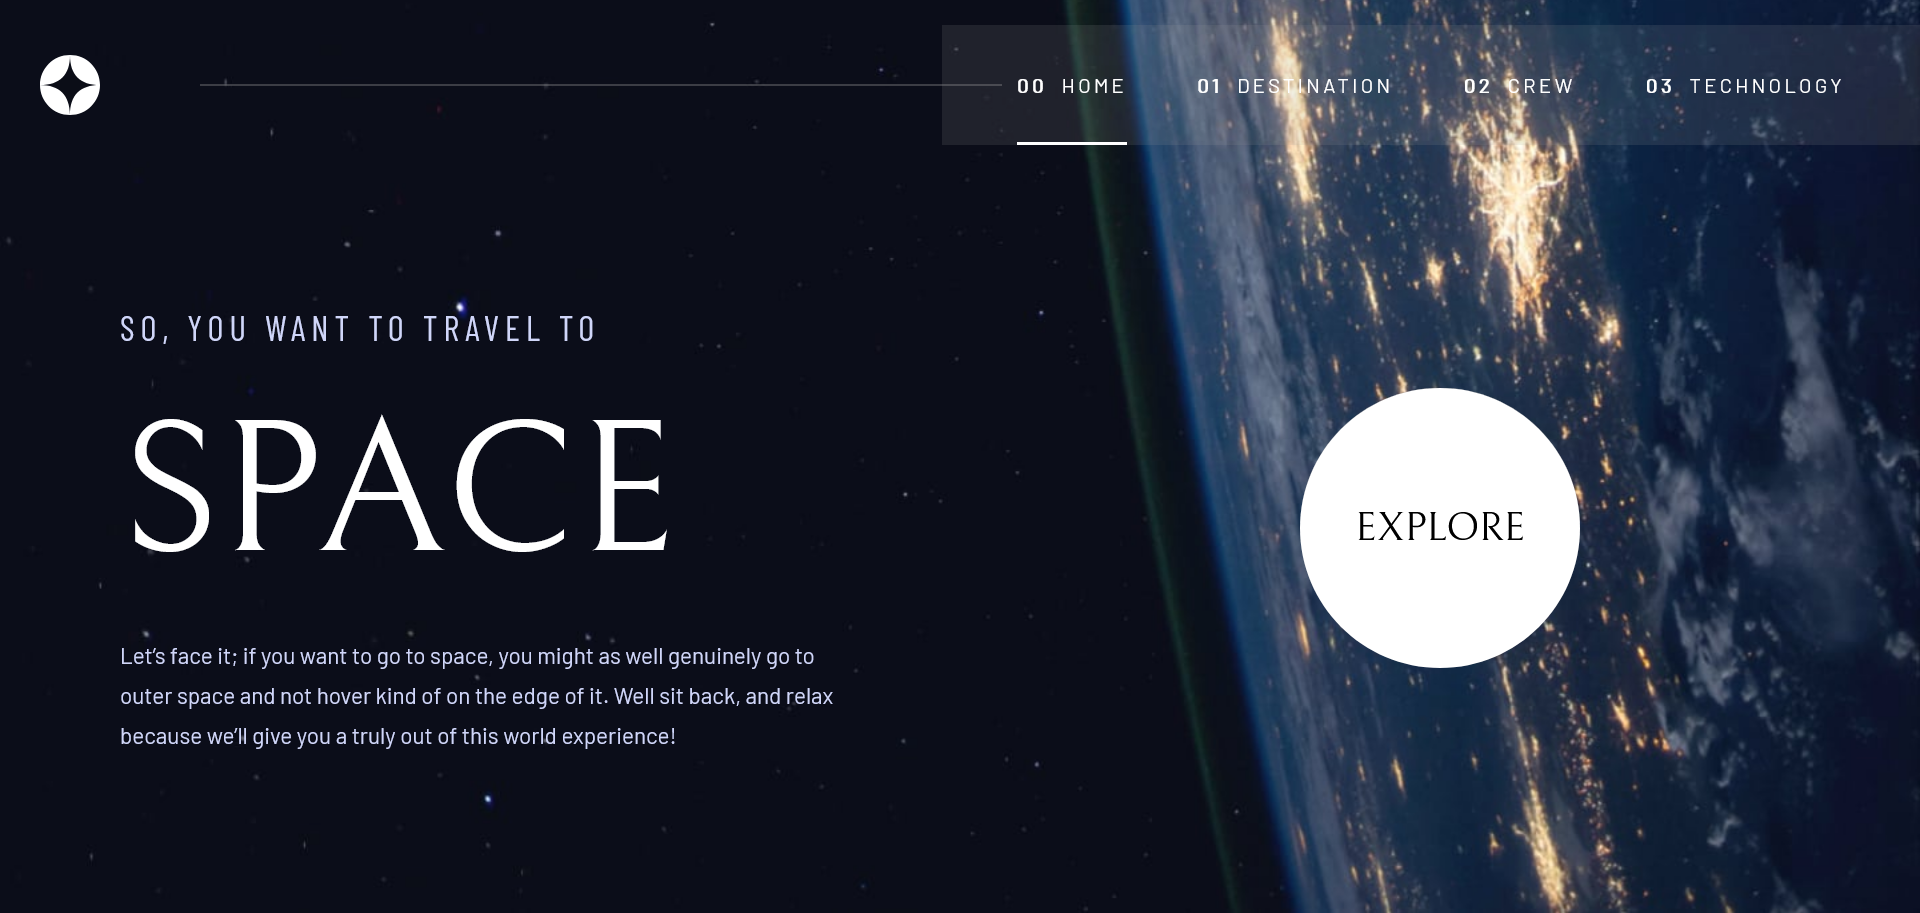 00 HOME 01 DESTINATION 02 CREW 03 TECHNOLOGY
SO, YOU WANT TO TRAVEL TO
SPACE
Let’s face it; if you want to go to space, you might as well genuinely go to
outer space and not hover kind of on the edge of it. Well sit back, and relax
because we’ll give you a truly out of this world experience!
EXPLORE